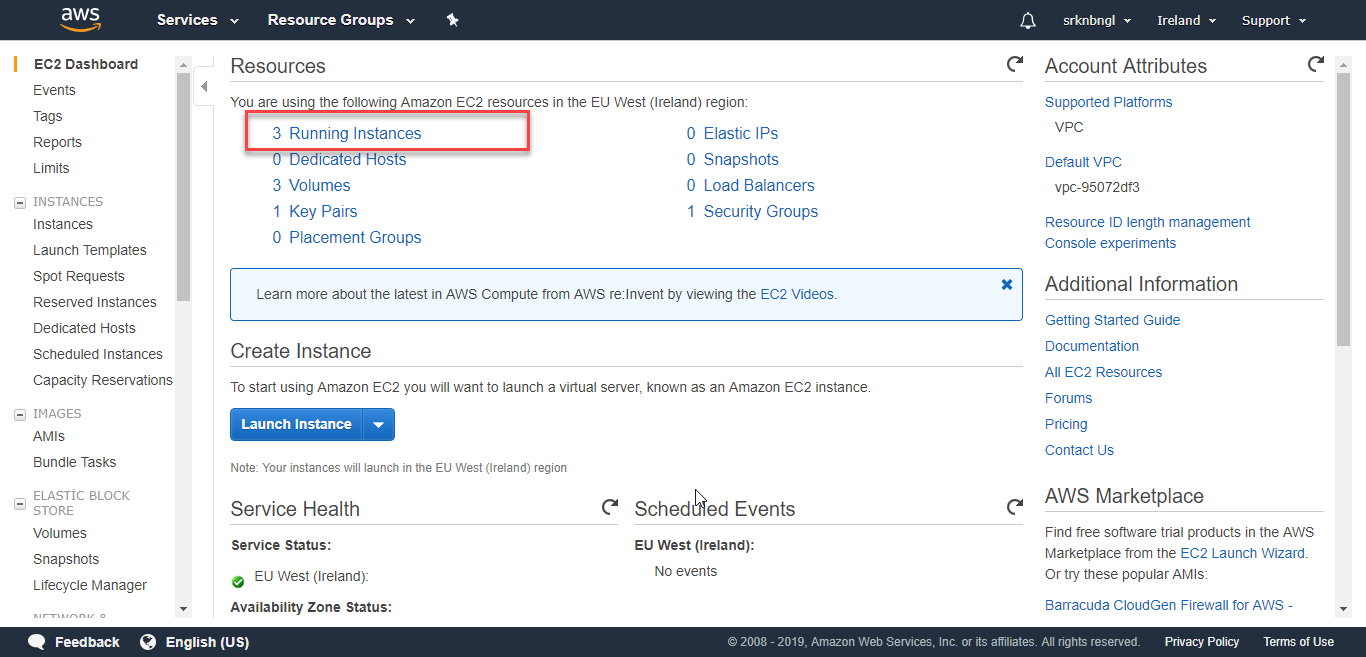 aws
Services
Resource Groups
srknbngl
Ireland
Support
EC2 Dashboard
Events
Tags
Reports
Limits
INSTANCES
Instances
Launch Templates
Spot Requests
Reserved Instances
Dedicated Hosts
Scheduled Instances
Capacity Reservations
IMAGES
AMIs
Bundle Tasks
ELASTİC BLOCK
STORE
Volumes
Snapshots
Lifecycle Manager
NETWORK &
Resources
You are using the following Amazon EC2 resources in the EU West (Ireland) region:
3 Running Instances
0 Dedicated Hosts
3 Volumes
1 Key Pairs
0 Placement Groups
0 Elastic IPs
0 Snapshots
0 Load Balancers
1 Security Groups
Learn more about the latest in AWS Compute from AWS re:Invent by viewing the EC2 Videos.
Create Instance
To start using Amazon EC2 you will want to launch a virtual server, known as an Amazon EC2 instance.
Launch Instance
Note: Your instances will launch in the EU West (Ireland) region
Service Health
Service Status:
EU West (Ireland):
Availability Zone Status:
Scheduled Events
EU West (Ireland):
No events
Account Attributes
Supported Platforms
VPC
Default VPC
vpc-95072df3
Resource ID length management
Console experiments
Additional Information
Getting Started Guide
Documentation
All EC2 Resources
Forums
Pricing
Contact Us
AWS Marketplace
Find free software trial products in the AWS
Marketplace from the EC2 Launch Wizard.
Or try these popular AMIs:
Barracuda CloudGen Firewall for AWS -
Feedback
English (US)
© 2008 - 2019, Amazon Web Services, Inc. or its affiliates. All rights reserved.
Privacy Policy
Terms of Use